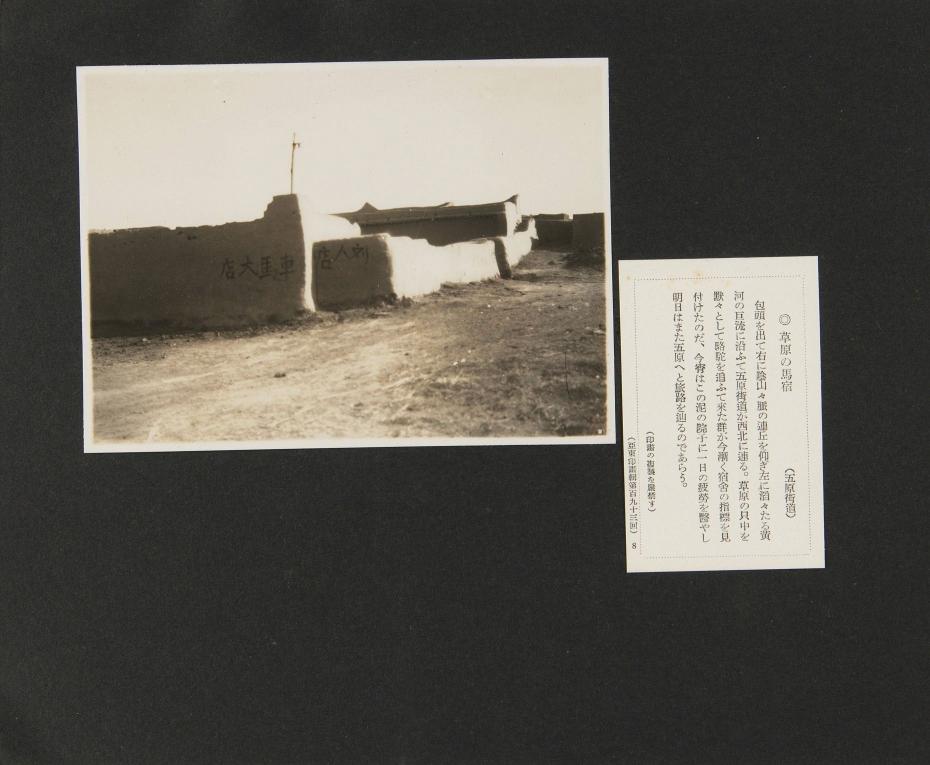 車馬大店
人店
◎ 草原の馬宿
（五原街道）
包頭を出て右に陰山々脈の連丘を仰ぎ左に滔々たる黄
河の巨流に沿ふて五原街道が西北に連る。草原の只中を
默々として駱駝を追ふて來た群が今漸く宿舎の指標を見
付けたのだ、今宵はこの泥の院子に一日の疲勞を醫やし
明日はまた五原へと旅路を辿るのであらう。
（印畫の複製を嚴禁す）
（亞東印畫輯第百九十三回） 8